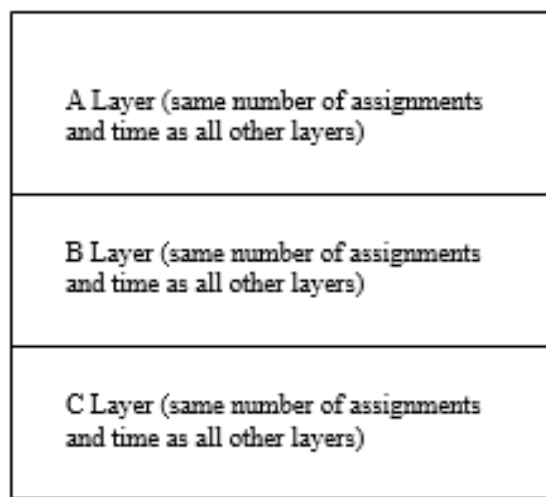 A Layer (same number of assignments
and time as all other layers)
B Layer (same number of assignments
and time as all other layers)
C Layer (same number of assignments
and time as all other layers)